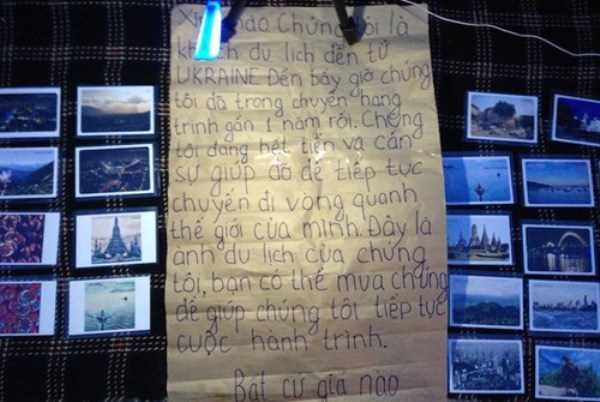 Xin chào Chúng tôi là
khách du lịch đến từ
UKRAINE Đến bây giờ chúng
tôi đã trong chuyến hang
trinh gần 1 năm rồi. Chúng
tôi đang hết tiền và cần
sự giúp đỡ để tiếp tục
chuyến đi vòng quanh
thế giới của mình. Đây là
ảnh du lịch của chúng
tôi, bạn có thể mua chúng
để giúp chúng tôi tiếp tục
cuộc hành trình.
Bất cứ giá nào